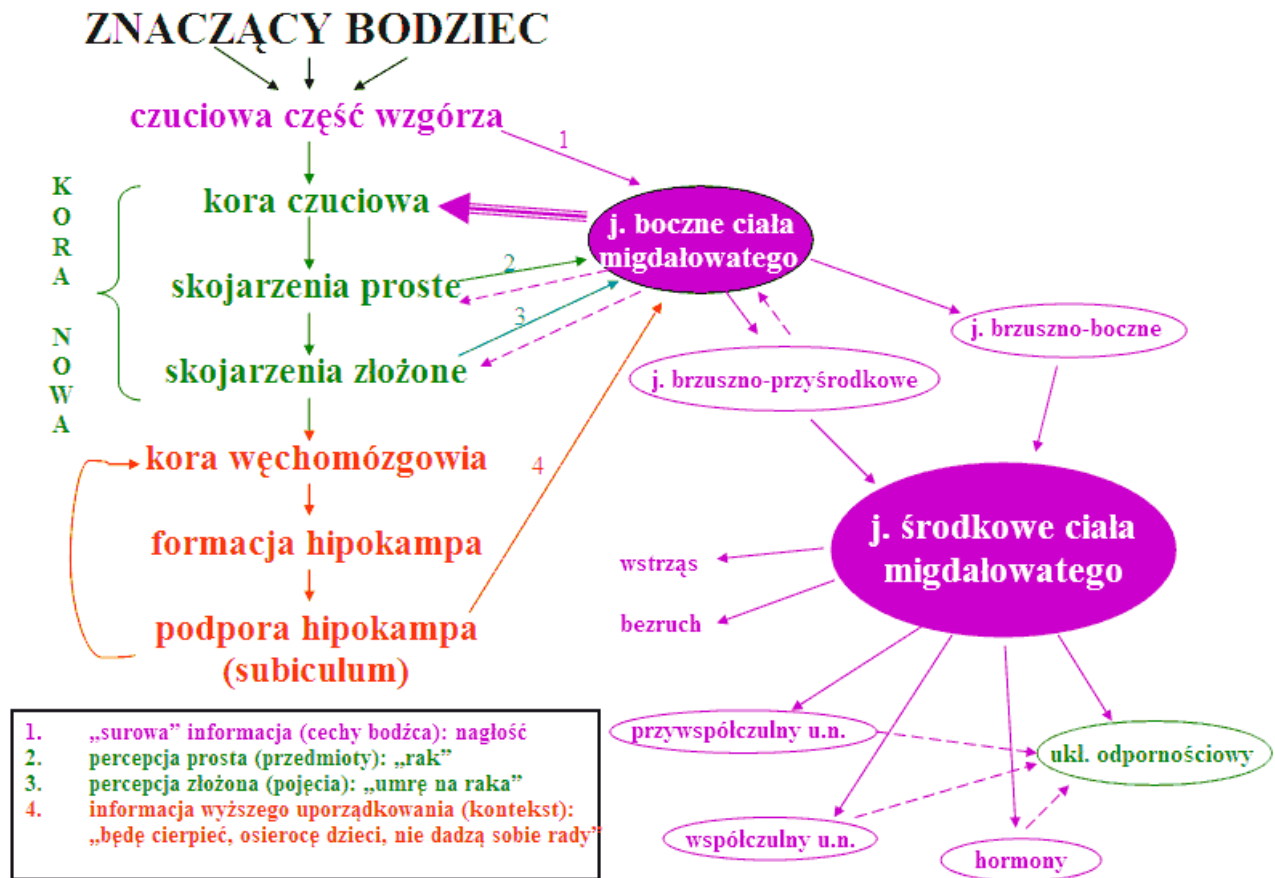 ZNACZĄCY BODZIEC
czuciowa część wzgórza
1
K
O
R
A
N
O
W
A
kora czuciowa
j. boczne ciała
migdałowatego
skojarzenia proste
2
3
skojarzenia złożone
j. brzuszno-boczne
j. brzuszno-przyśrodkowe
kora węchomózgowia
4
formacja hipokampa
j. środkowe ciała
migdałowatego
wstrząs
bezruch
podpora hipokampa
(subiculum)
przywspółczulny u.n.
ukł. odpornościowy
współczulny u.n.
hormony
1. „surowa” informacja (cechy bodźca): nagłość
2. percepcja prosta (przedmioty): „rak”
3. percepcja złożona (pojęcia): „umrę na raka”
4. informacja wyższego uporządkowania (kontekst):
„będę cierpieć, osierocę dzieci, nie dadzą sobie rady”